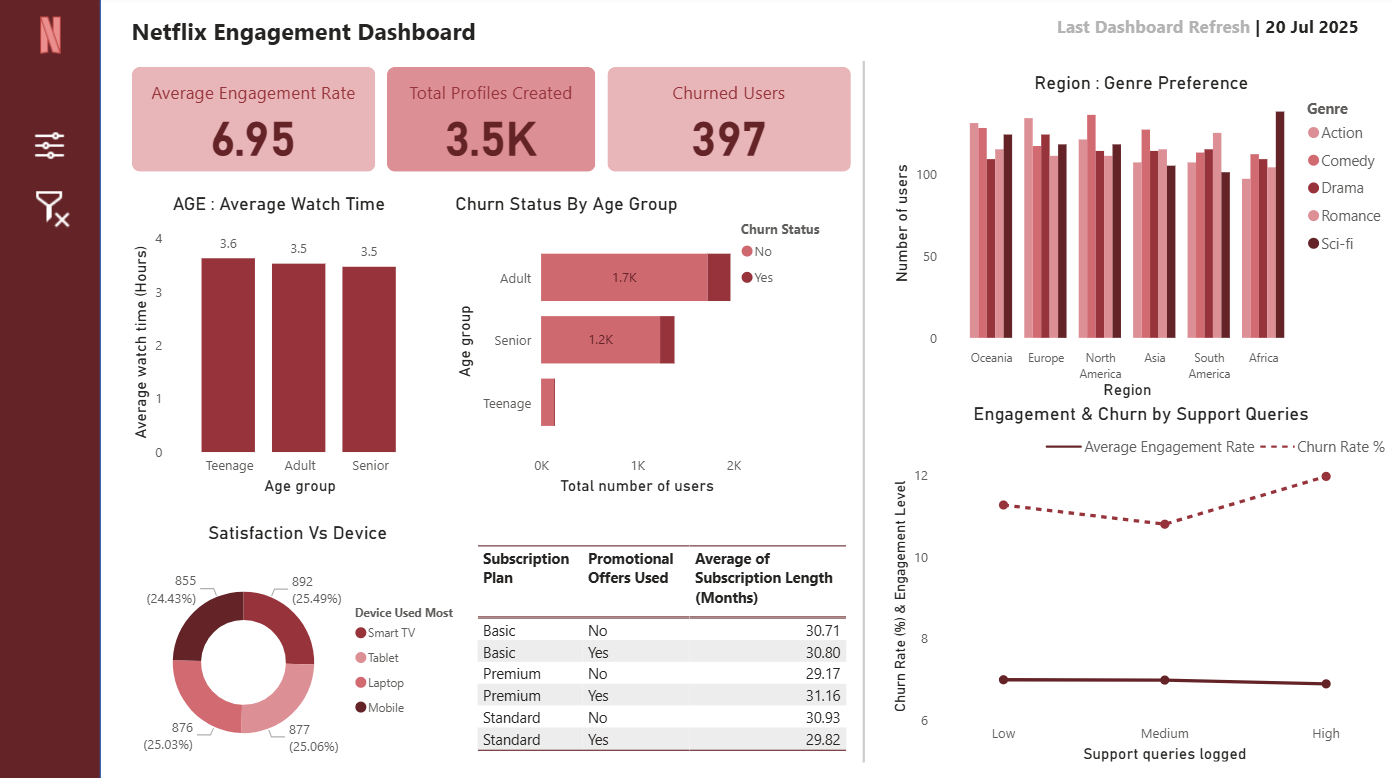 N
Netflix Engagement Dashboard
Last Dashboard Refresh | 20 Jul 2025
Average Engagement Rate
6.95
Total Profiles Created
3.5K
Churned Users
397
AGE : Average Watch Time
Average watch time (Hours)
4
3
2
1
0
3.6
3.5
3.5
Teenage
Adult
Senior
Age group
Churn Status By Age Group
Churn Status
No
Yes
Age group
Adult
1.7K
Senior
1.2K
Teenage
0K
1K
2K
Total number of users
Satisfaction Vs Device
855
(24.43%)
892
(25.49%)
876
(25.03%)
877
(25.06%)
Device Used Most
Smart TV
Tablet
Laptop
Mobile
Subscription Plan Promotional Offers Used Average of Subscription Length (Months)
Basic No 30.71
Basic Yes 30.80
Premium No 29.17
Premium Yes 31.16
Standard No 30.93
Standard Yes 29.82
Region : Genre Preference
Number of users
100
50
0
Oceania
Europe
North
America
Asia
South
America
Africa
Region
Genre
Action
Comedy
Drama
Romance
Sci-fi
Engagement & Churn by Support Queries
Average Engagement Rate
Churn Rate %
Churn Rate (%) & Engagement Level
12
10
8
6
Low
Medium
High
Support queries logged